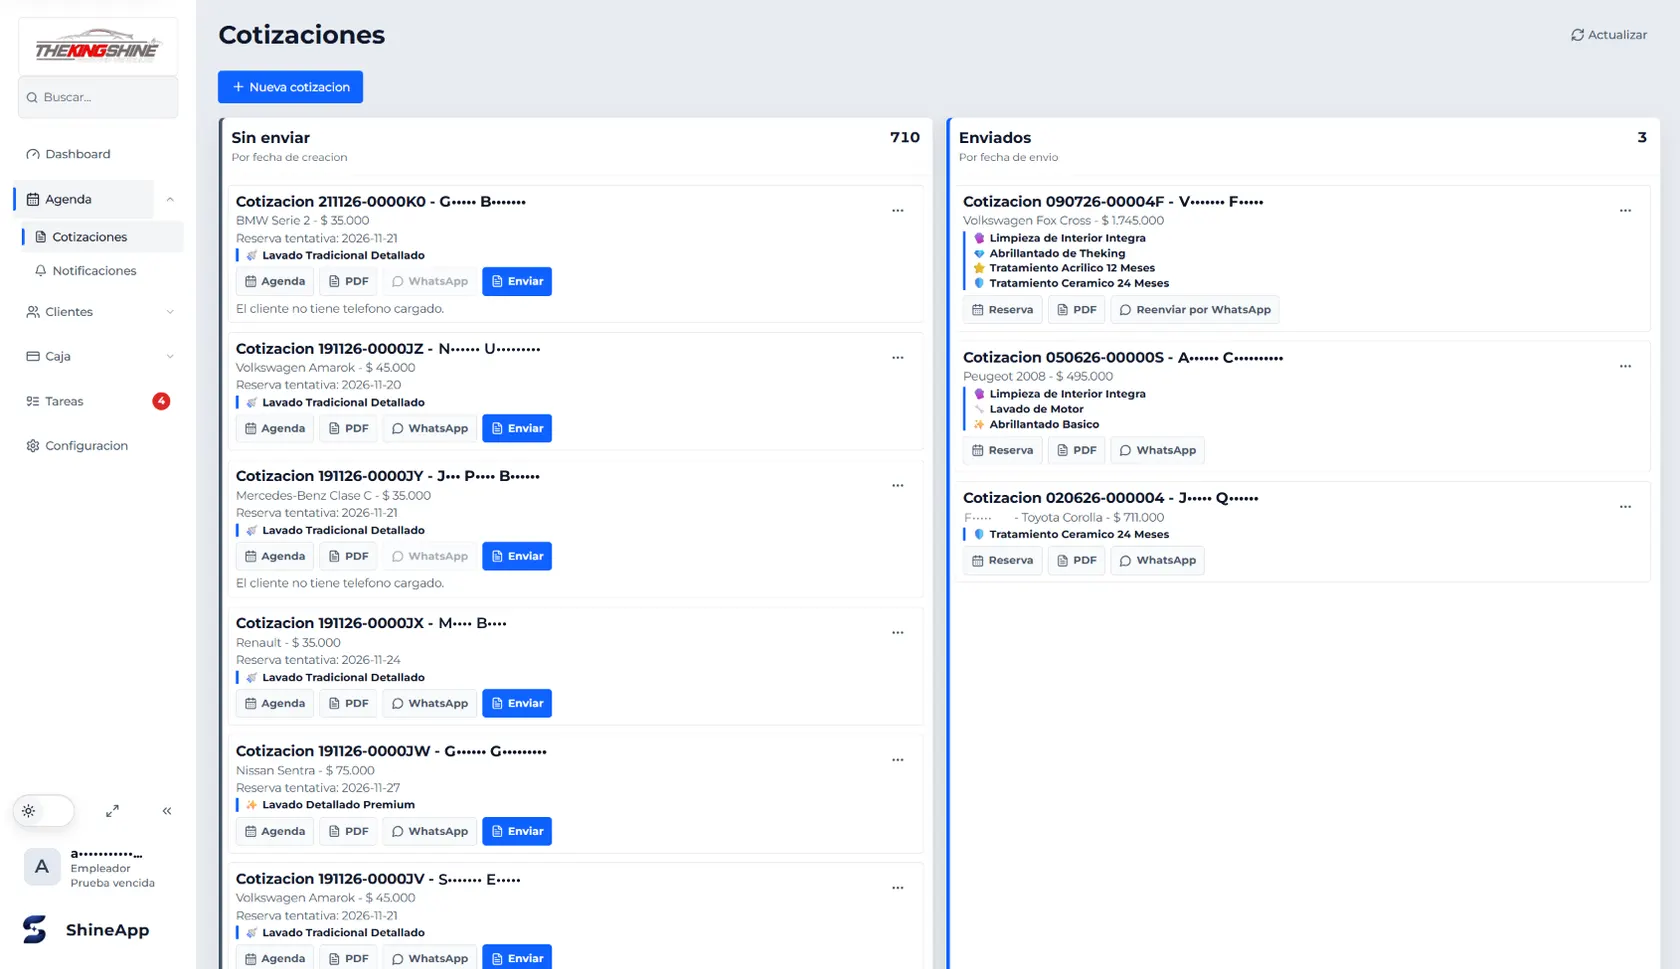 THEKINGSHINE
Buscar...
Dashboard
Agenda
Cotizaciones
Notificaciones
Clientes
Caja
Tareas 4
Configuracion
A
a•••••••••••...
Empleador
Prueba vencida
ShineApp
Cotizaciones
Actualizar
+ Nueva cotizacion
Sin enviar 710
Por fecha de creacion
Cotizacion 211126-0000K0 - G••••• B•••••••
BMW Serie 2 - $ 35.000
Reserva tentativa: 2026-11-21
Lavado Tradicional Detallado
Agenda PDF WhatsApp Enviar
El cliente no tiene telefono cargado.
Cotizacion 191126-0000JZ - N•••••• U•••••••••
Volkswagen Amarok - $ 45.000
Reserva tentativa: 2026-11-20
Lavado Tradicional Detallado
Agenda PDF WhatsApp Enviar
Cotizacion 191126-0000JY - J••• P•••• B••••••
Mercedes-Benz Clase C - $ 35.000
Reserva tentativa: 2026-11-21
Lavado Tradicional Detallado
Agenda PDF WhatsApp Enviar
El cliente no tiene telefono cargado.
Cotizacion 191126-0000JX - M•••• B••••
Renault - $ 35.000
Reserva tentativa: 2026-11-24
Lavado Tradicional Detallado
Agenda PDF WhatsApp Enviar
Cotizacion 191126-0000JW - G•••••• G•••••••••
Nissan Sentra - $ 75.000
Reserva tentativa: 2026-11-27
Lavado Detallado Premium
Agenda PDF WhatsApp Enviar
Cotizacion 191126-0000JV - S••••••• E•••••
Volkswagen Amarok - $ 45.000
Reserva tentativa: 2026-11-21
Lavado Tradicional Detallado
Agenda PDF WhatsApp Enviar
Enviados 3
Por fecha de envio
Cotizacion 090726-00004F - V••••••• F•••••
Volkswagen Fox Cross - $ 1.745.000
Limpieza de Interior Integra
Abrillantado de Theking
Tratamiento Acrilico 12 Meses
Tratamiento Ceramico 24 Meses
Reserva PDF Reenviar por WhatsApp
Cotizacion 050626-00000S - A•••••• C••••••••••
Peugeot 2008 - $ 495.000
Limpieza de Interior Integra
Lavado de Motor
Abrillantado Basico
Reserva PDF WhatsApp
Cotizacion 020626-000004 - J••••• Q••••••
F••••• - Toyota Corolla - $ 711.000
Tratamiento Ceramico 24 Meses
Reserva PDF WhatsApp